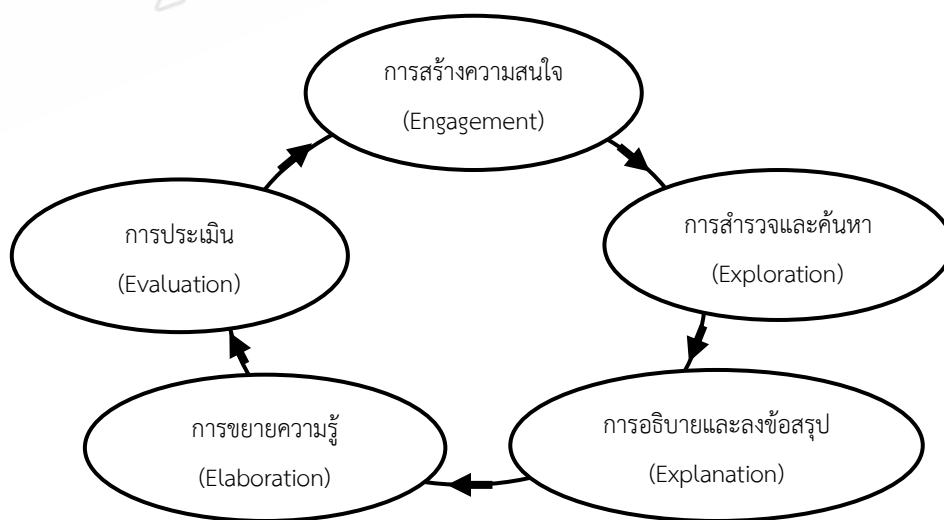 การสร้างความสนใจ
(Engagement)
การสำรวจและค้นหา
(Exploration)
การอธิบายและลงข้อสรุป
(Explanation)
การขยายความรู้
(Elaboration)
การประเมิน
(Evaluation)